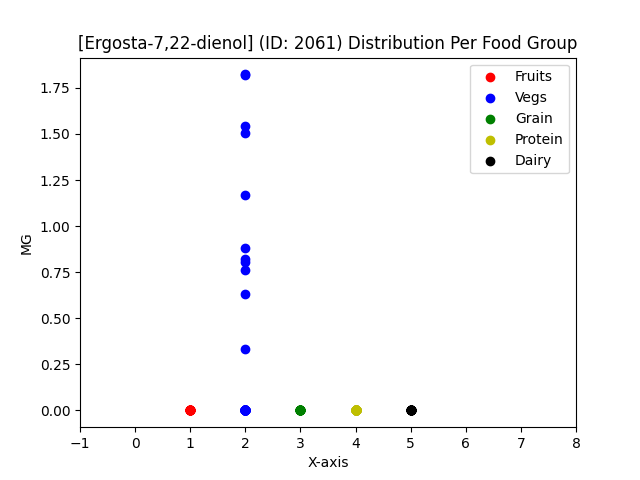 [Ergosta-7,22-dienol] (ID: 2061) Distribution Per Food Group
Fruits
Vegs
Grain
Protein
Dairy
MG
1.75
1.50
1.25
1.00
0.75
0.50
0.25
0.00
−1 0 1 2 3 4 5 6 7 8
X-axis